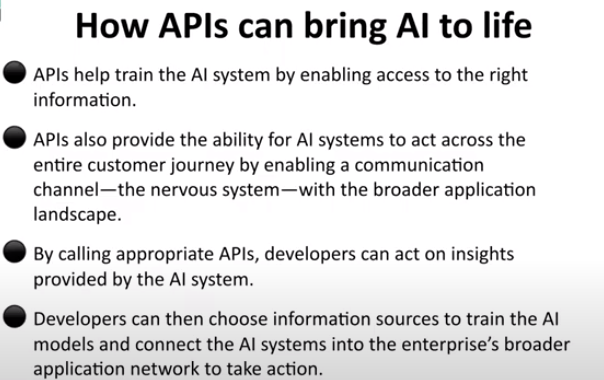 How APIs can bring AI to life
APIs help train the AI system by enabling access to the right
information.
APIs also provide the ability for AI systems to act across the
entire customer journey by enabling a communication
channel—the nervous system—with the broader application
landscape.
By calling appropriate APIs, developers can act on insights
provided by the AI system.
Developers can then choose information sources to train the AI
models and connect the AI systems into the enterprise's broader
application network to take action.